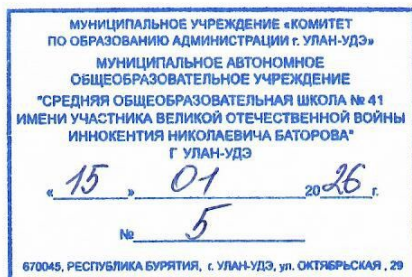 МУНИЦИПАЛЬНОЕ УЧРЕЖДЕНИЕ «КОМИТЕТ
ПО ОБРАЗОВАНИЮ АДМИНИСТРАЦИИ г. УЛАН-УДЭ»
МУНИЦИПАЛЬНОЕ АВТОНОМНОЕ
ОБЩЕОБРАЗОВАТЕЛЬНОЕ УЧРЕЖДЕНИЕ
"СРЕДНЯЯ ОБЩЕОБРАЗОВАТЕЛЬНАЯ ШКОЛА № 41
ИМЕНИ УЧАСТНИКА ВЕЛИКОЙ ОТЕЧЕСТВЕННОЙ ВОЙНЫ
ИННОКЕНТИЯ НИКОЛАЕВИЧА БАТОРОВА"
Г УЛАН-УДЭ
« 15 » 01 2026 г.
№ 5
670045, РЕСПУБЛИКА БУРЯТИЯ, г. УЛАН-УДЭ, ул. ОКТЯБРЬСКАЯ , 29